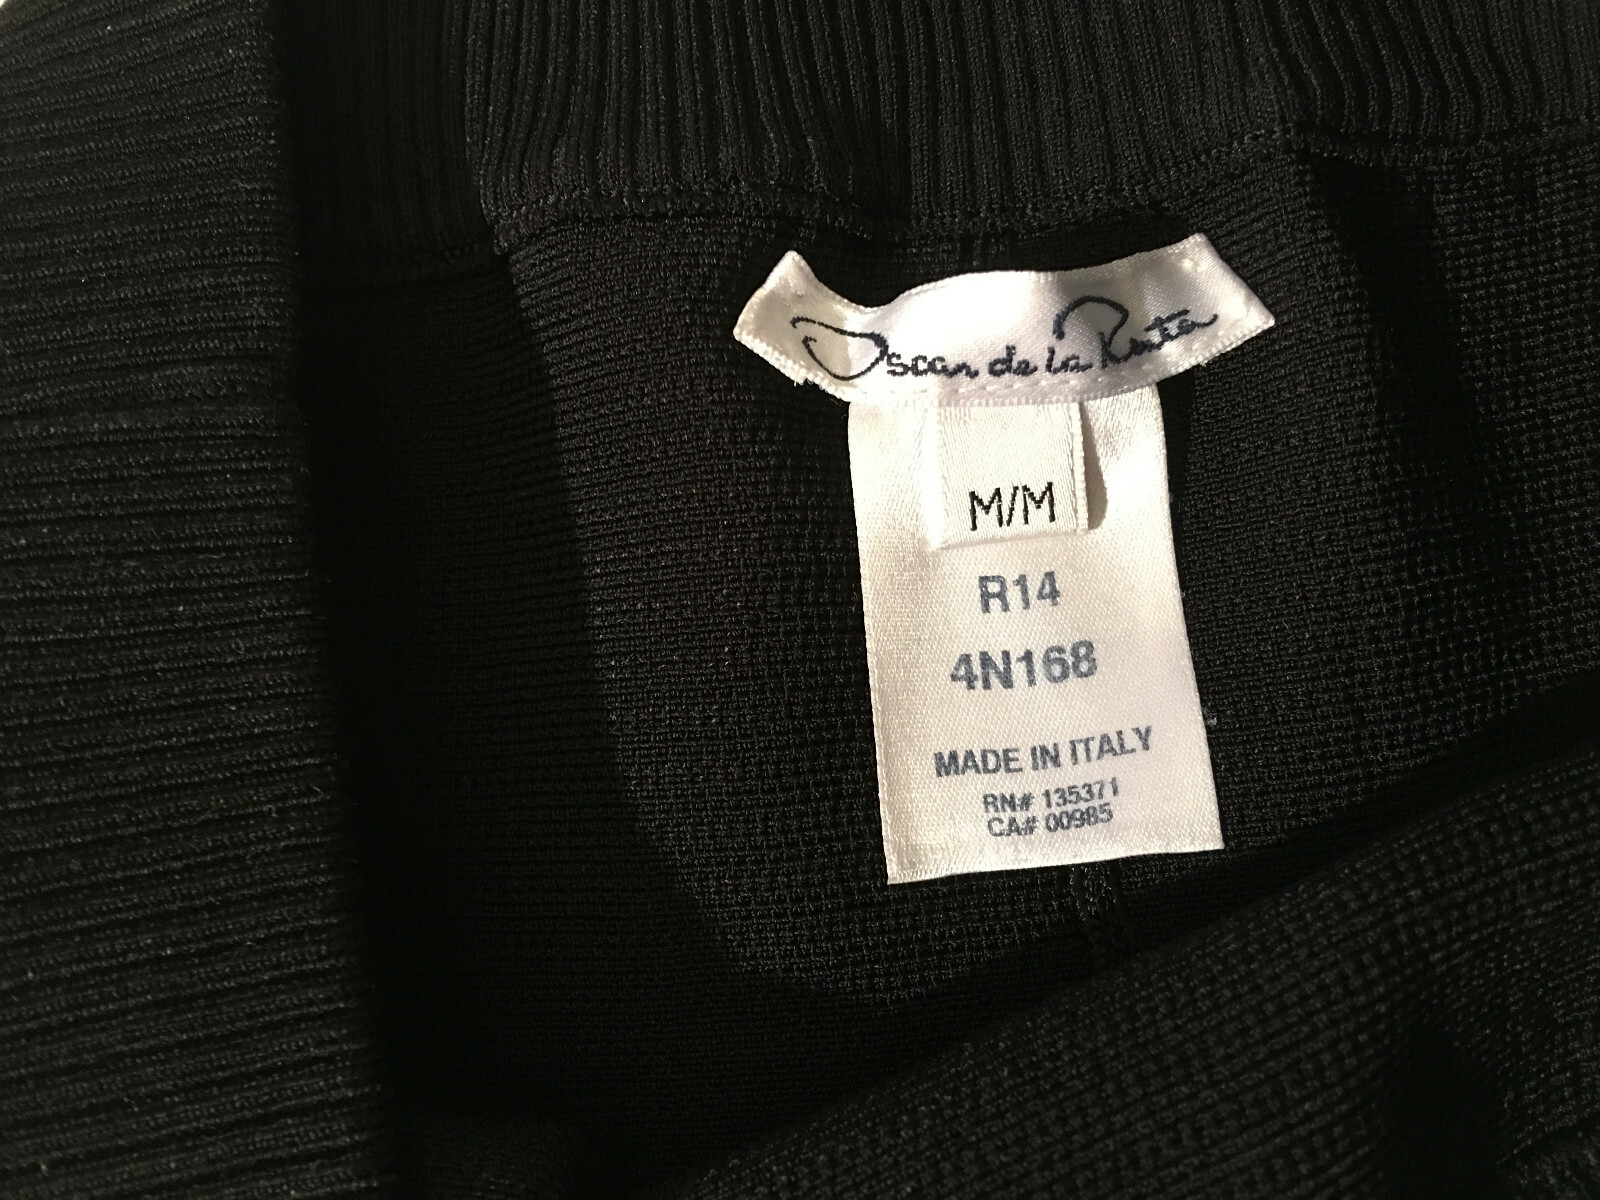 Oscar de la Renta
M/M
R14
4N168
MADE IN ITALY
RN# 135371
CA# 00985